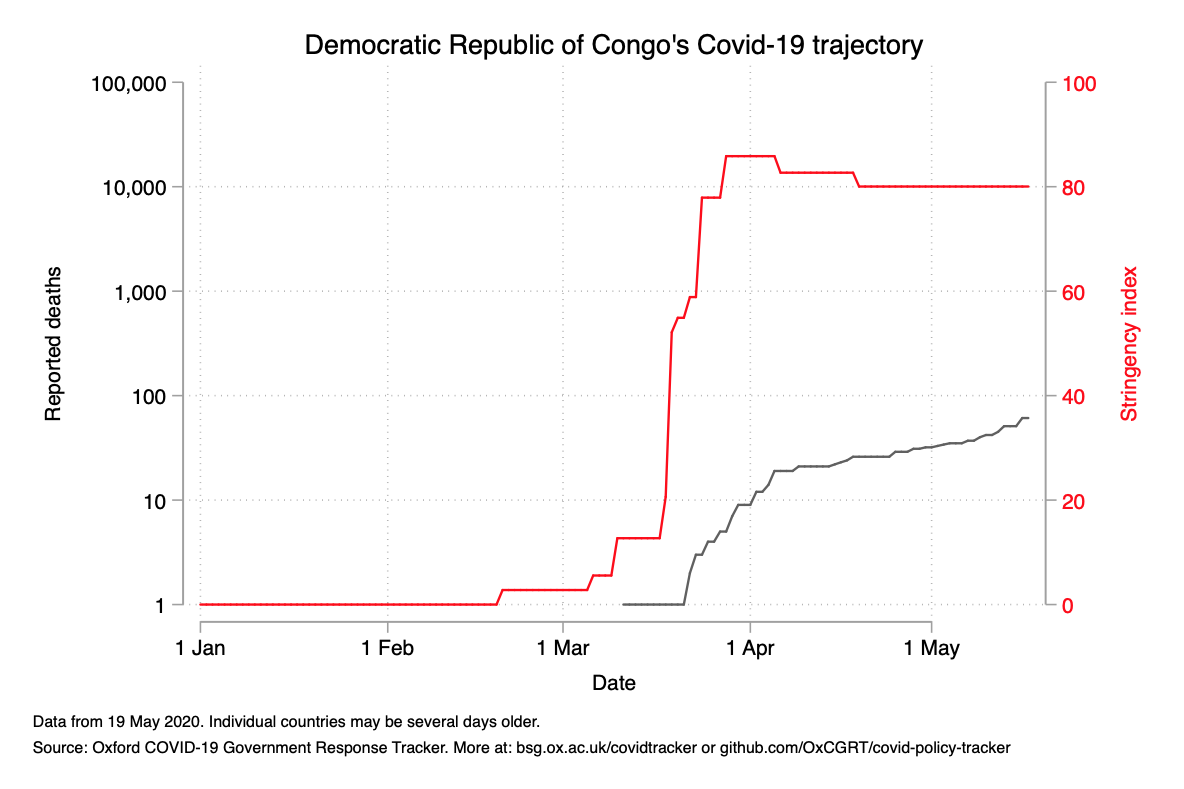 Democratic Republic of Congo's Covid-19 trajectory
100,000
10,000
1,000
100
10
1
Reported deaths
100
80
60
40
20
0
Stringency index
1 Jan 1 Feb 1 Mar 1 Apr 1 May
Date
Data from 19 May 2020. Individual countries may be several days older.
Source: Oxford COVID-19 Government Response Tracker. More at: bsg.ox.ac.uk/covidtracker or github.com/OxCGRT/covid-policy-tracker